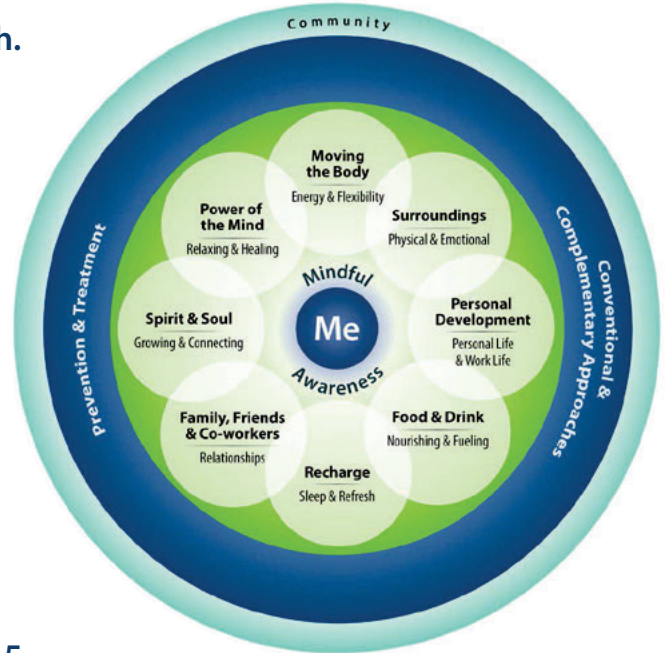 h.
Community
Moving
the Body
Energy & Flexibility
Surroundings
Physical & Emotional
Personal
Development
Personal Life
& Work Life
Food & Drink
Nourishing & Fueling
Recharge
Sleep & Refresh
Family, Friends
& Co-workers
Relationships
Spirit & Soul
Growing & Connecting
Power of
the Mind
Relaxing & Healing
Mindful
Me
Awareness
Prevention & Treatment
Conventional &
Complementary Approaches